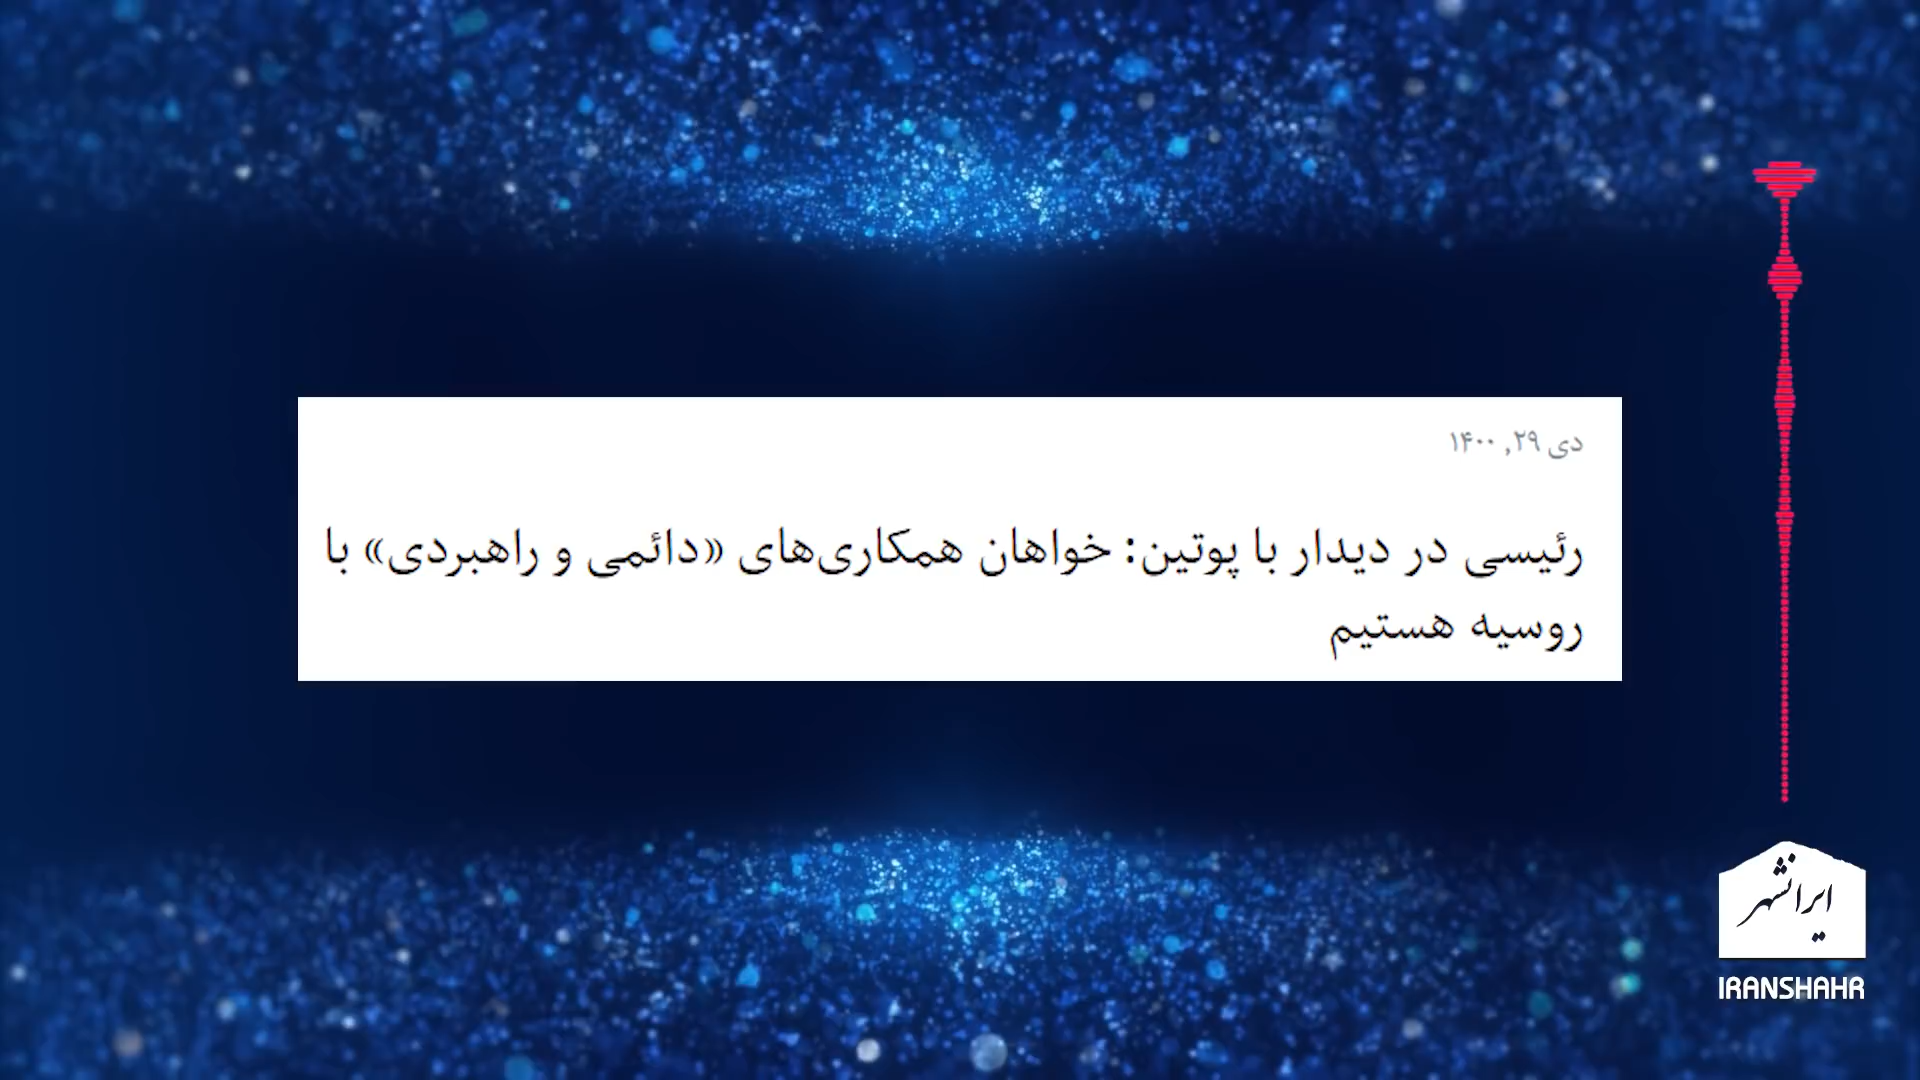 دی ۲۹, ۱۴۰۰
رئیسی در دیدار با پوتین: خواهان همکاری‌های «دائمی و راهبردی» با
روسیه هستیم
ایرانشهر
IRANSHAHR